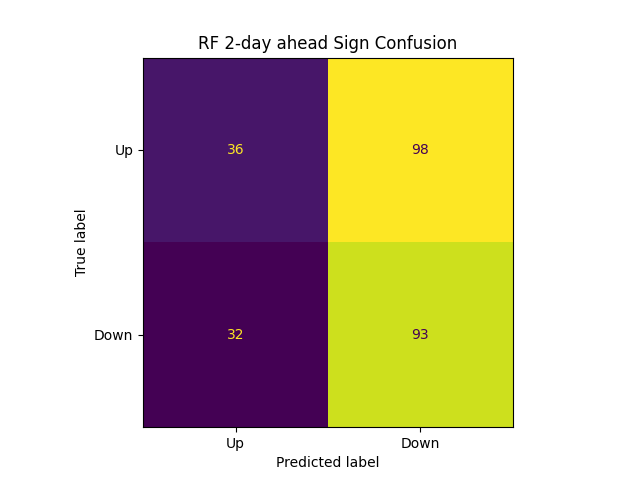 RF 2-day ahead Sign Confusion
True label
Up
36
98
Down
32
93
Up
Down
Predicted label